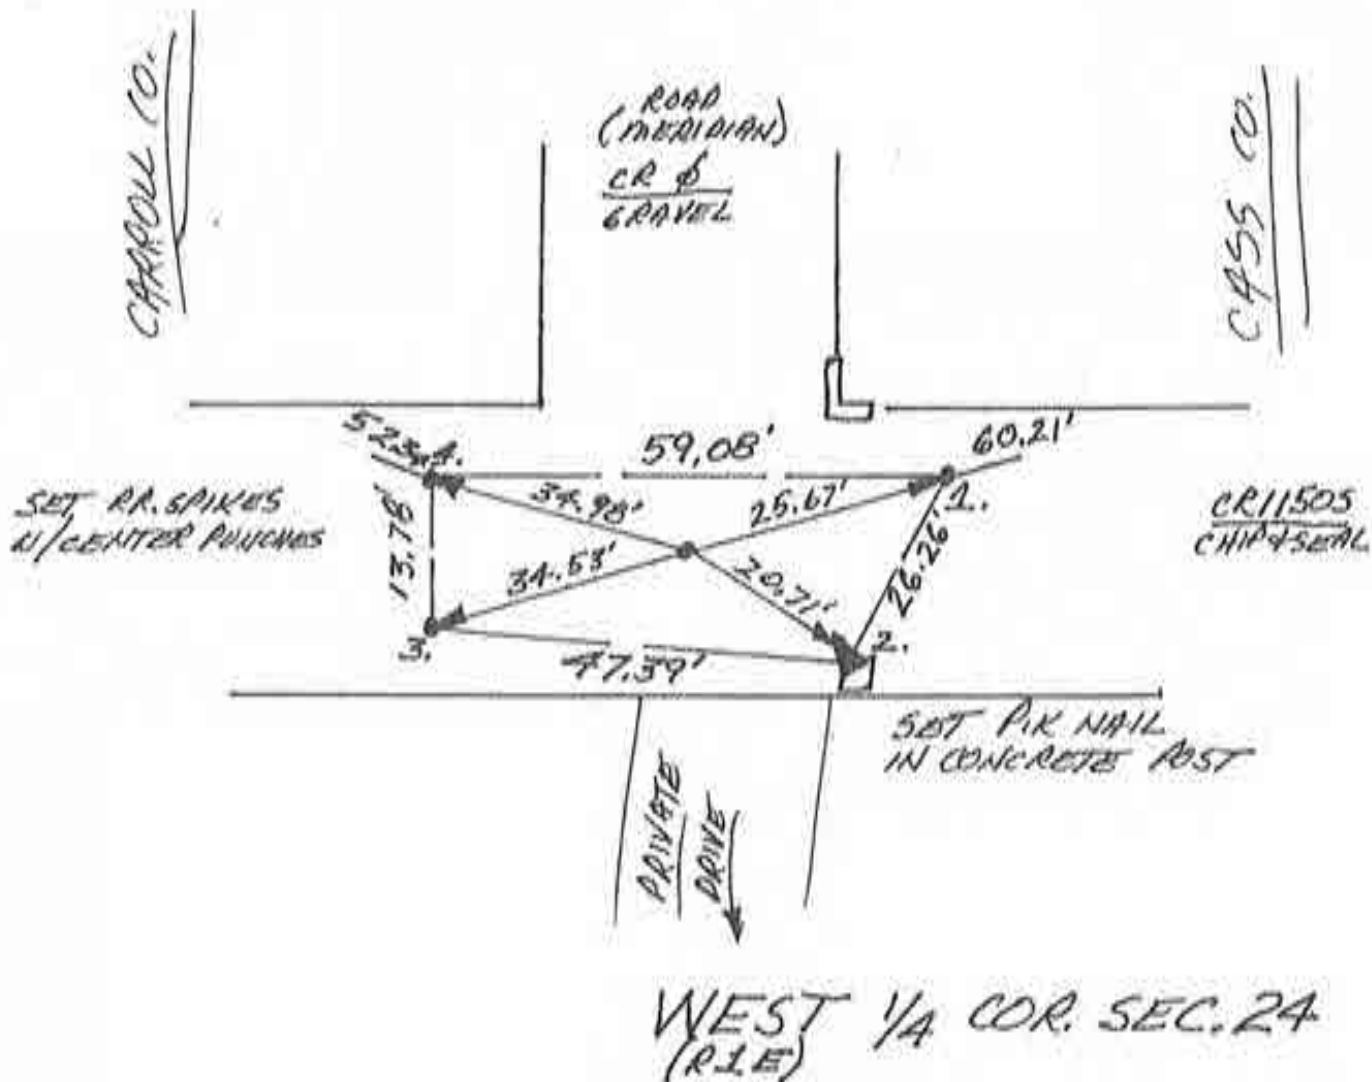 CARROLL CO.
ROAD
(MERIDIAN)
CR 0
GRAVEL
CASS CO.
59.08'
60.21'
4.
34.98'
25.67'
1.
SET RR. SPIKES
W/CENTER PUNCHES
13.78'
CR1150S
CHIP & SEAL
34.53'
20.71'
26.26'
3.
47.39'
2.
SET P.K NAIL
IN CONCRETE POST
PRIVATE
DRIVE
WEST 1/4 COR. SEC. 24
(R1E)